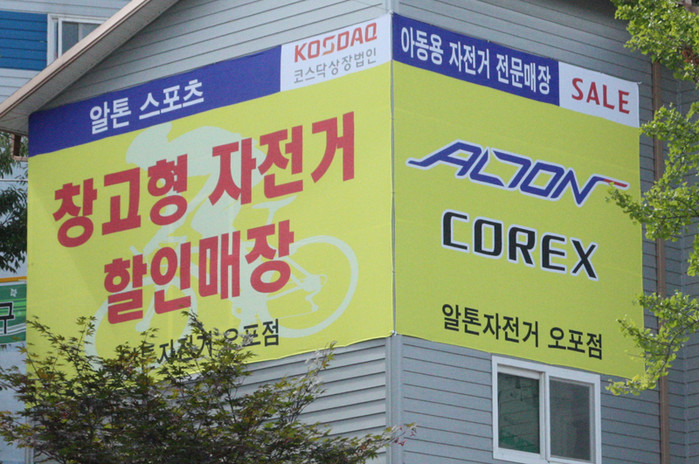 알톤 스포츠
KOSDAQ
코스닥상장법인
창고형 자전거
할인매장
톤자전거 오포점
아동용 자전거 전문매장
SALE
ALTON
COREX
알톤자전거 오포점
구